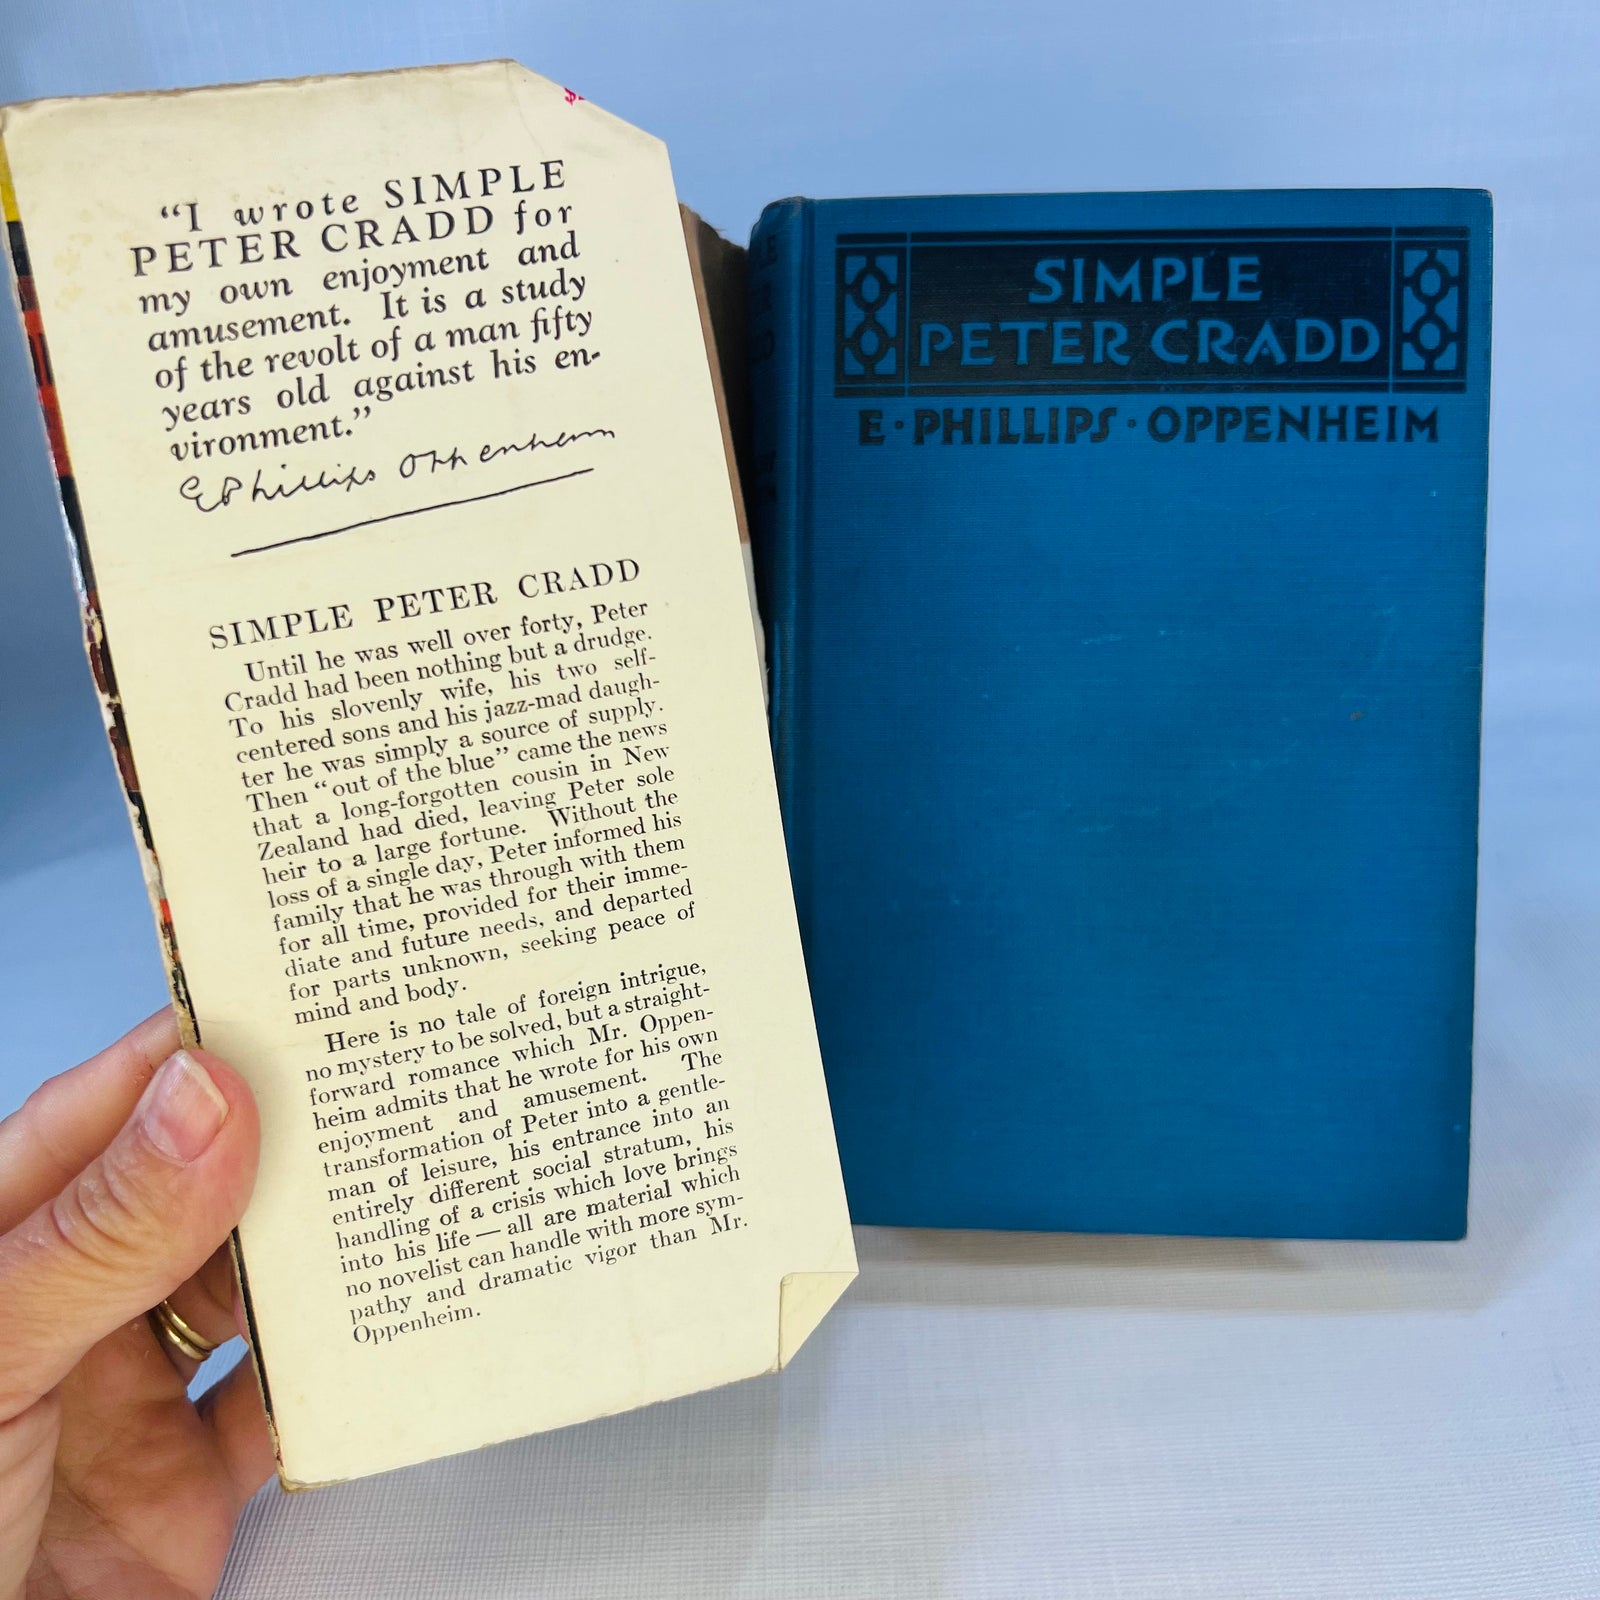 "I wrote SIMPLE
PETER CRADD for
my own enjoyment and
amusement. It is a study
of the revolt of a man fifty
years old against his en-
vironment."
E Phillips Oppenheim
SIMPLE PETER CRADD
Until he was well over forty, Peter
Cradd had been nothing but a drudge.
To his slovenly wife, his two self-
centered sons and his jazz-mad daugh-
ter he was simply a source of supply.
Then "out of the blue" came the news
that a long-forgotten cousin in New
Zealand had died, leaving Peter sole
heir to a large fortune. Without the
loss of a single day, Peter informed his
family that he was through with them
for all time, provided for their imme-
diate and future needs, and departed
for parts unknown, seeking peace of
mind and body.
Here is no tale of foreign intrigue,
no mystery to be solved, but a straight-
forward romance which Mr. Oppen-
heim admits that he wrote for his own
enjoyment and amusement. The
transformation of Peter into a gentle-
man of leisure, his entrance into an
entirely different social stratum, his
handling of a crisis which love brings
into his life — all are material which
no novelist can handle with more sym-
pathy and dramatic vigor than Mr.
Oppenheim.
SIMPLE
PETER CRADD
E · PHILLIPS · OPPENHEIM